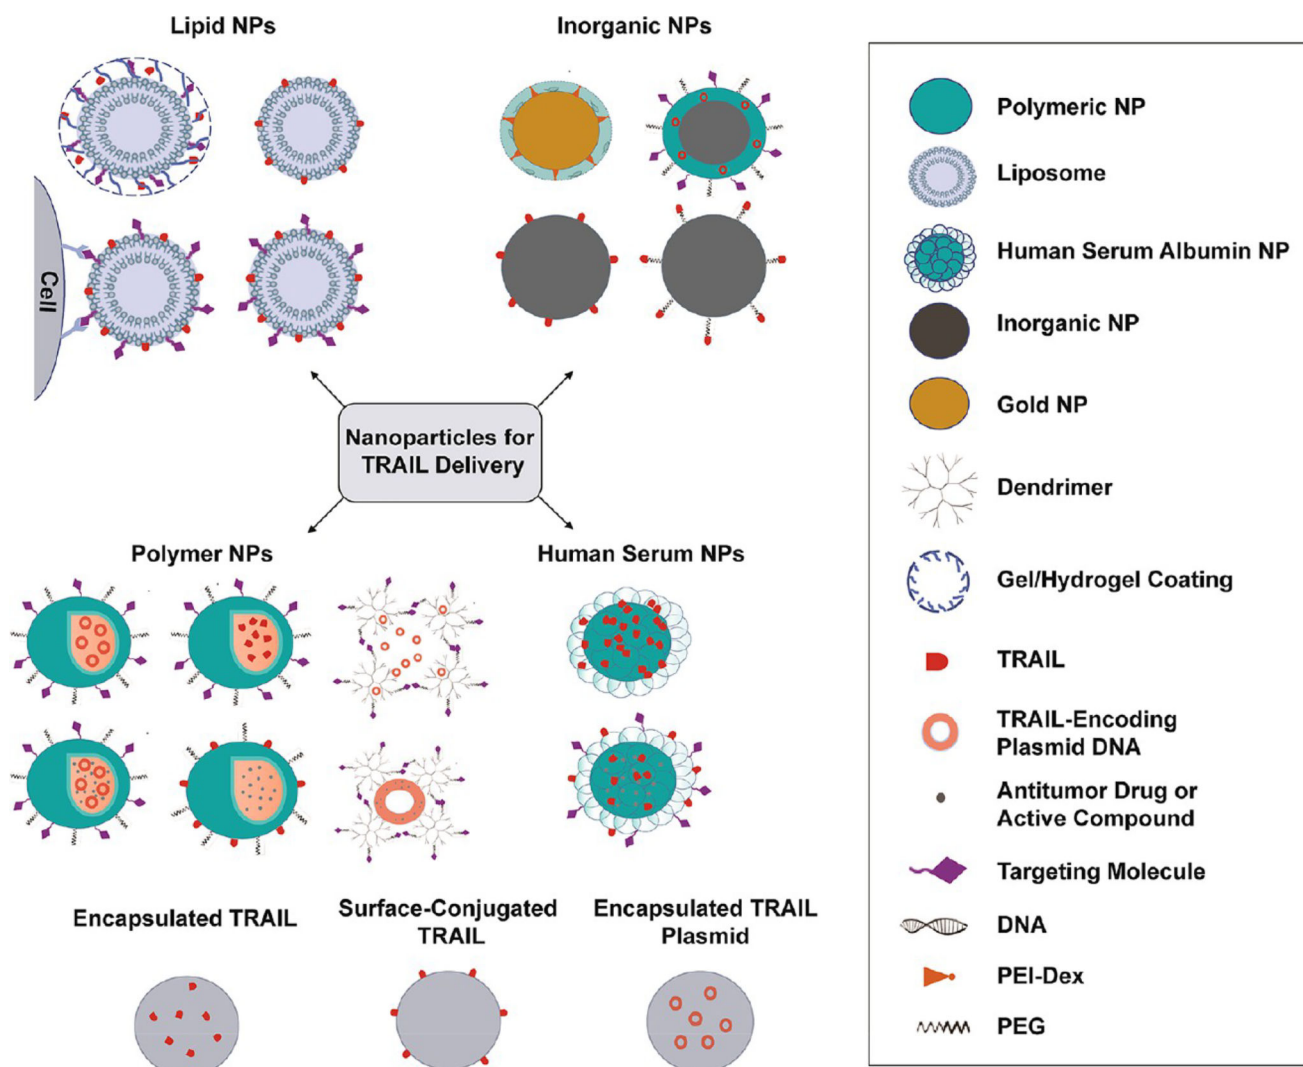 Lipid NPs
Inorganic NPs
Cell
Nanoparticles for
TRAIL Delivery
Polymer NPs
Human Serum NPs
Encapsulated TRAIL
Surface-Conjugated
TRAIL
Encapsulated TRAIL
Plasmid
Polymeric NP
Liposome
Human Serum Albumin NP
Inorganic NP
Gold NP
Dendrimer
Gel/Hydrogel Coating
TRAIL
TRAIL-Encoding
Plasmid DNA
Antitumor Drug or
Active Compound
Targeting Molecule
DNA
PEI-Dex
PEG